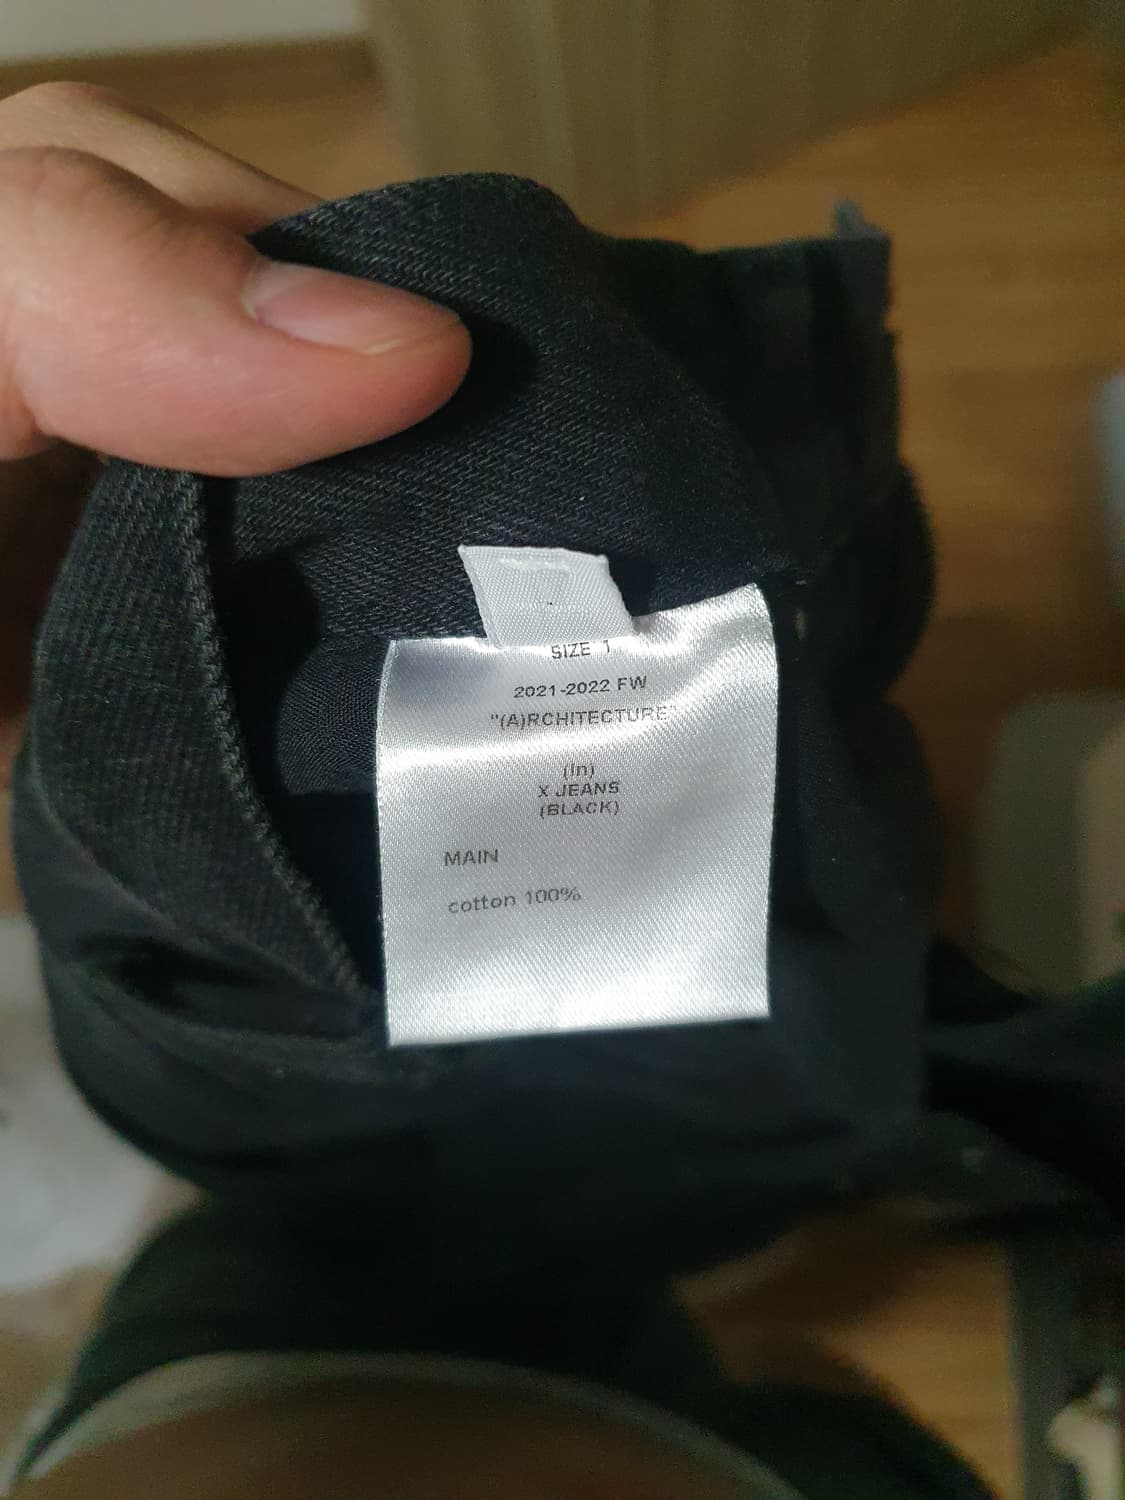 SIZE 1
2021-2022 FW
"(A)RCHITECTURE"
(In)
X JEANS
(BLACK)
MAIN
cotton 100%